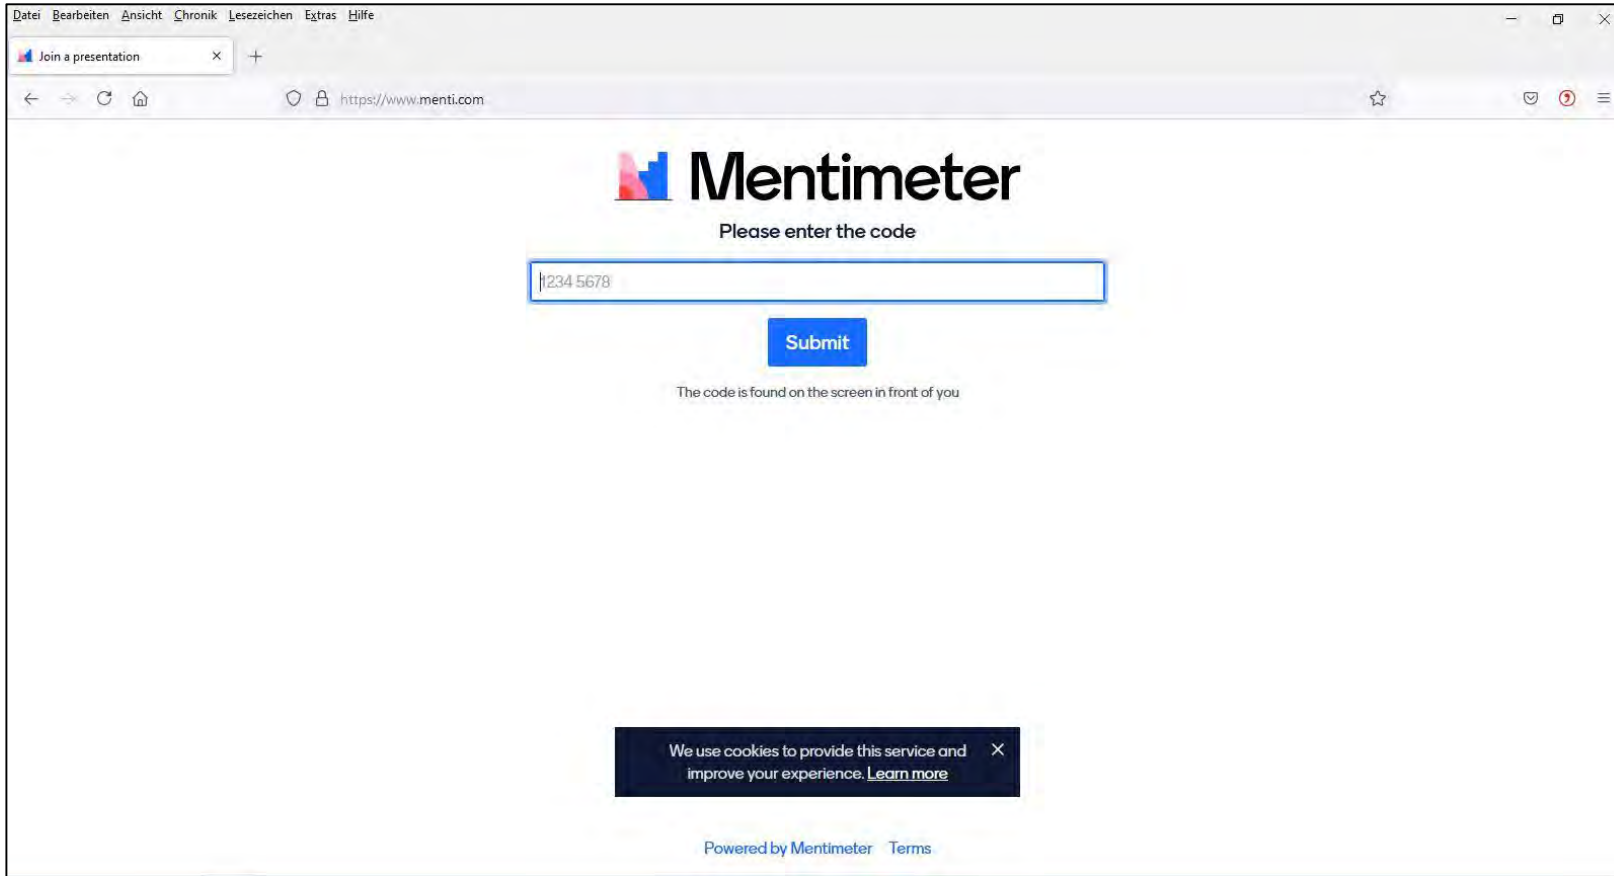 Datei Bearbeiten Ansicht Chronik Lesezeichen Extras Hilfe
Join a presentation
https://www.menti.com
Mentimeter
Please enter the code
1234 5678
Submit
The code is found on the screen in front of you
We use cookies to provide this service and
improve your experience. Learn more
Powered by Mentimeter Terms